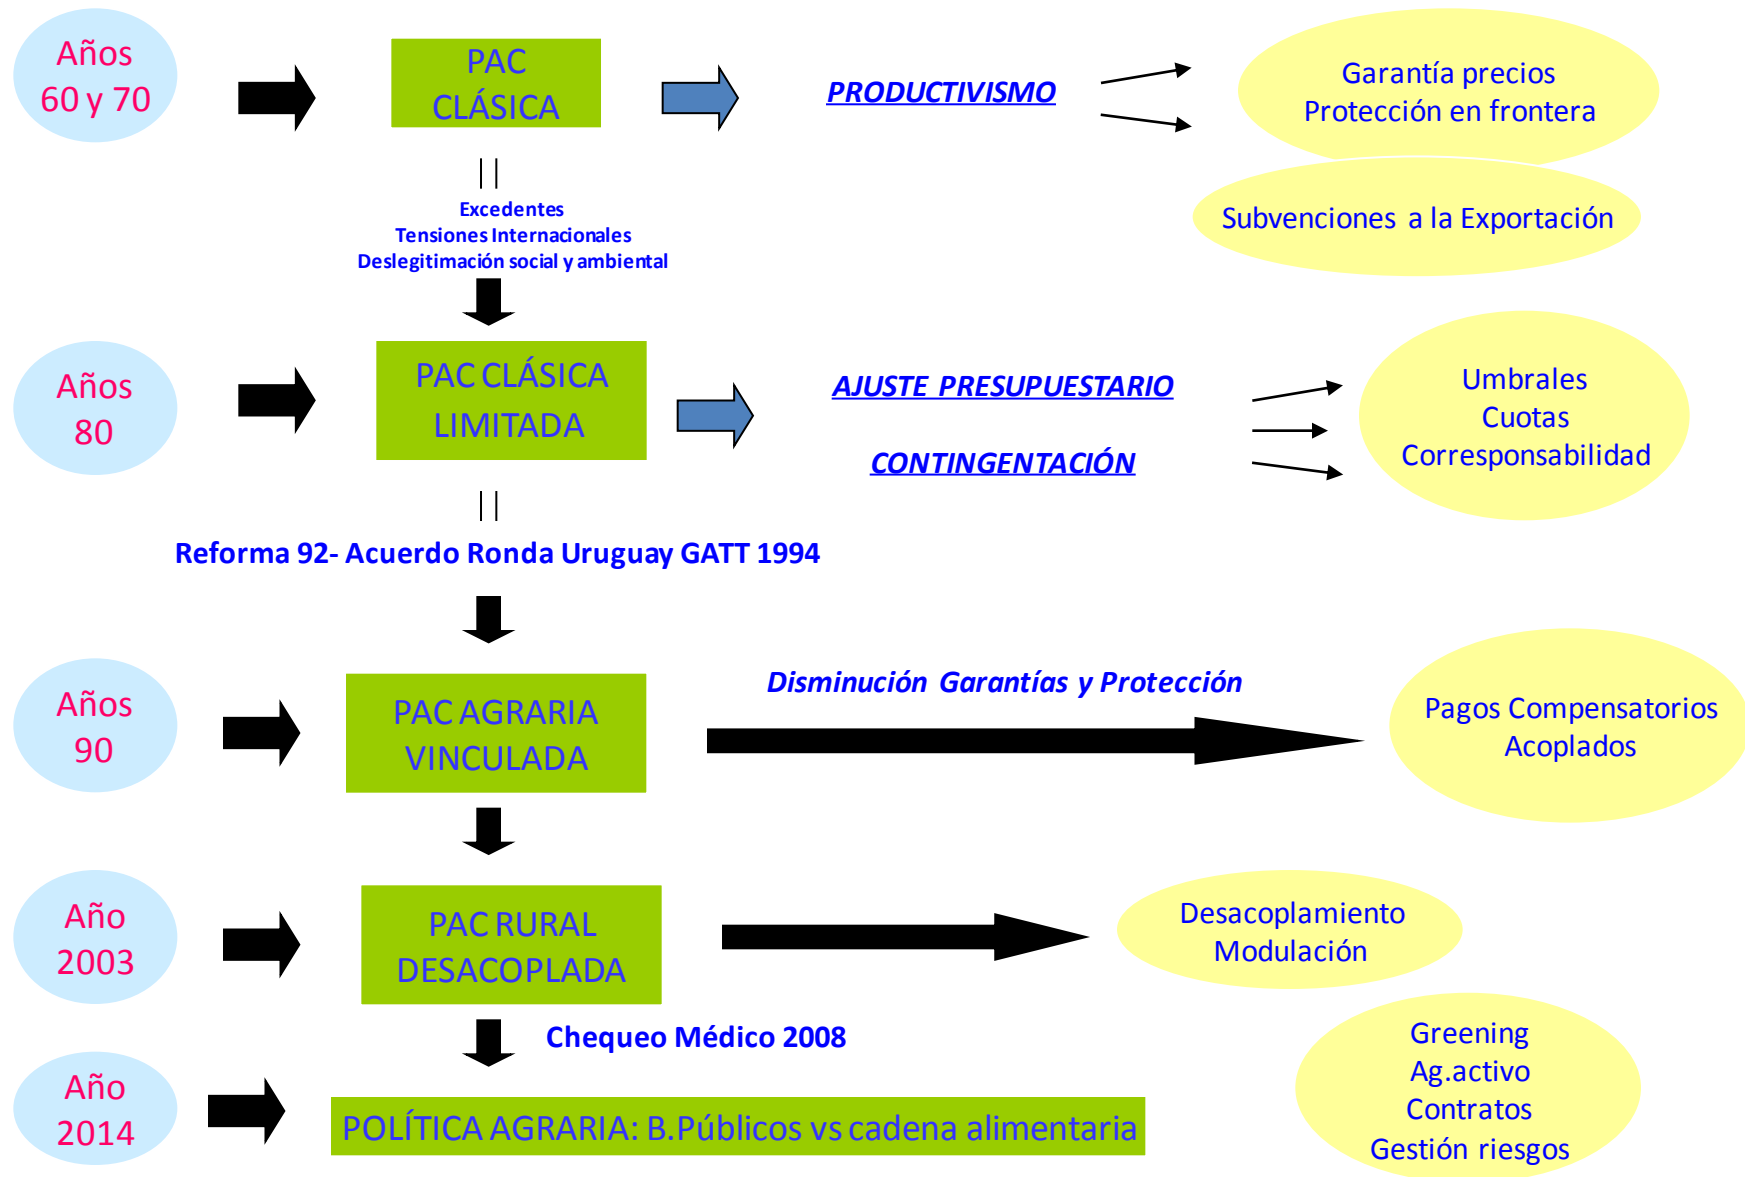 Años
60 y 70
PAC
CLÁSICA
PRODUCTIVISMO
Garantía precios
Protección en frontera
Subvenciones a la Exportación
Excedentes
Tensiones Internacionales
Deslegitimación social y ambiental
Años
80
PAC CLÁSICA
LIMITADA
AJUSTE PRESUPUESTARIO
CONTINGENTACIÓN
Umbrales
Cuotas
Corresponsabilidad
Reforma 92- Acuerdo Ronda Uruguay GATT 1994
Años
90
PAC AGRARIA
VINCULADA
Disminución Garantías y Protección
Pagos Compensatorios
Acoplados
Año
2003
PAC RURAL
DESACOPLADA
Desacoplamiento
Modulación
Chequeo Médico 2008
Año
2014
POLÍTICA AGRARIA: B.Públicos vs cadena alimentaria
Greening
Ag.activo
Contratos
Gestión riesgos